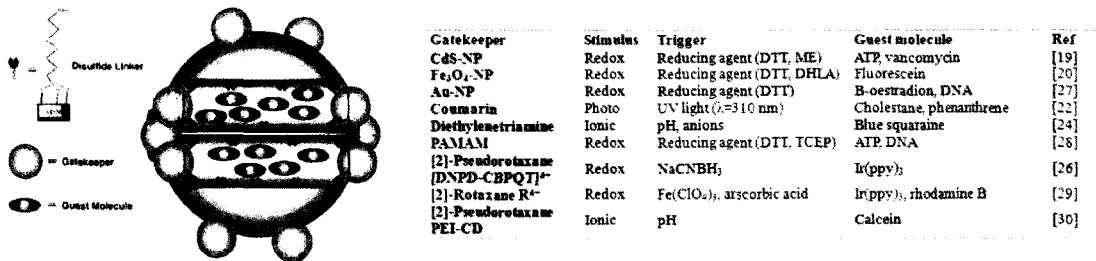 Disulfide Linker
= Gatekeeper
= Guest Molecule
Gatekeeper Stimulus Trigger Guest molecule Ref
CdS-NP Redox Reducing agent (DTT, ME) ATP, vancomycin [19]
Fe₃O₄-NP Redox Reducing agent (DTT, DHLA) Fluorescein [20]
Au-NP Redox Reducing agent (DTT) B-oestradion, DNA [27]
Coumarin Photo UV light (λ=310 nm) Cholestane, phenanthrene [22]
Diethylenetriamine Ionic pH, anions Blue squaraine [24]
PAMAM Redox Reducing agent (DTT, TCEP) ATP, DNA [28]
[2]-Pseudorotaxane
[DNPD-CBPQT]⁴⁺ Redox NaCNBH₃ Ir(ppy)₃ [26]
[2]-Rotaxane R⁴⁺ Redox Fe(ClO₄)₃, arscorbic acid Ir(ppy)₃, rhodamine B [29]
[2]-Pseudorotaxane
PEI-CD Ionic pH Calcein [30]